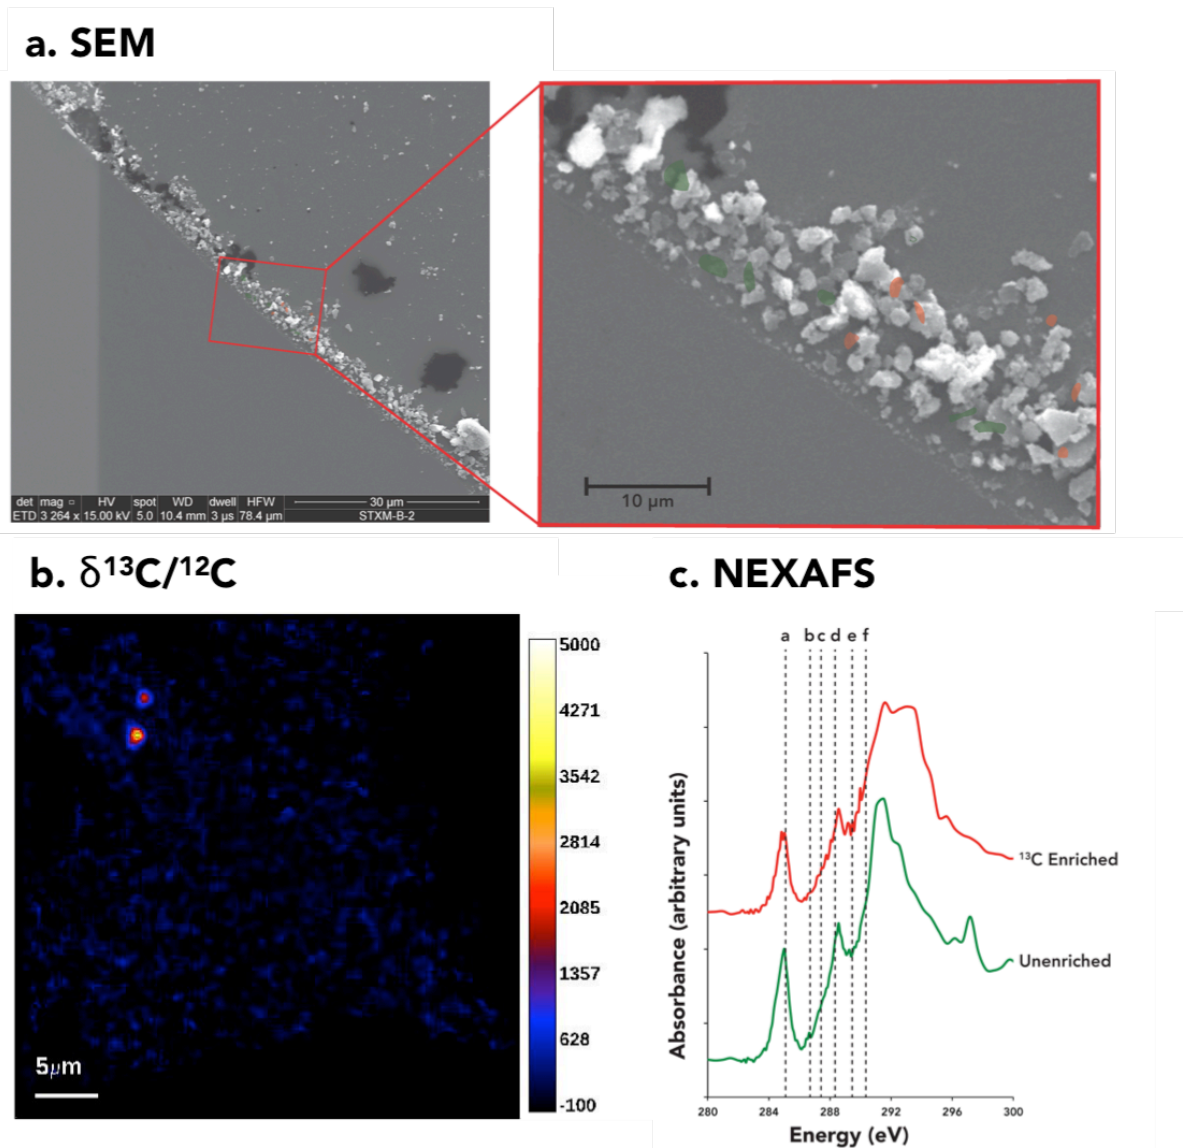 a. SEM
det mag □ HV spot WD dwell HFW 30 µm
ETD 3 264 x 15.00 kV 5.0 10.4 mm 3 µs 78.4 µm STXM-B-2
10 µm
b. δ¹³C/¹²C
5000
4271
3542
2814
2085
1357
628
-100
5µm
c. NEXAFS
a b c d e f
Absorbance (arbitrary units)
¹³C Enriched
Unenriched
280 284 288 292 296 300
Energy (eV)